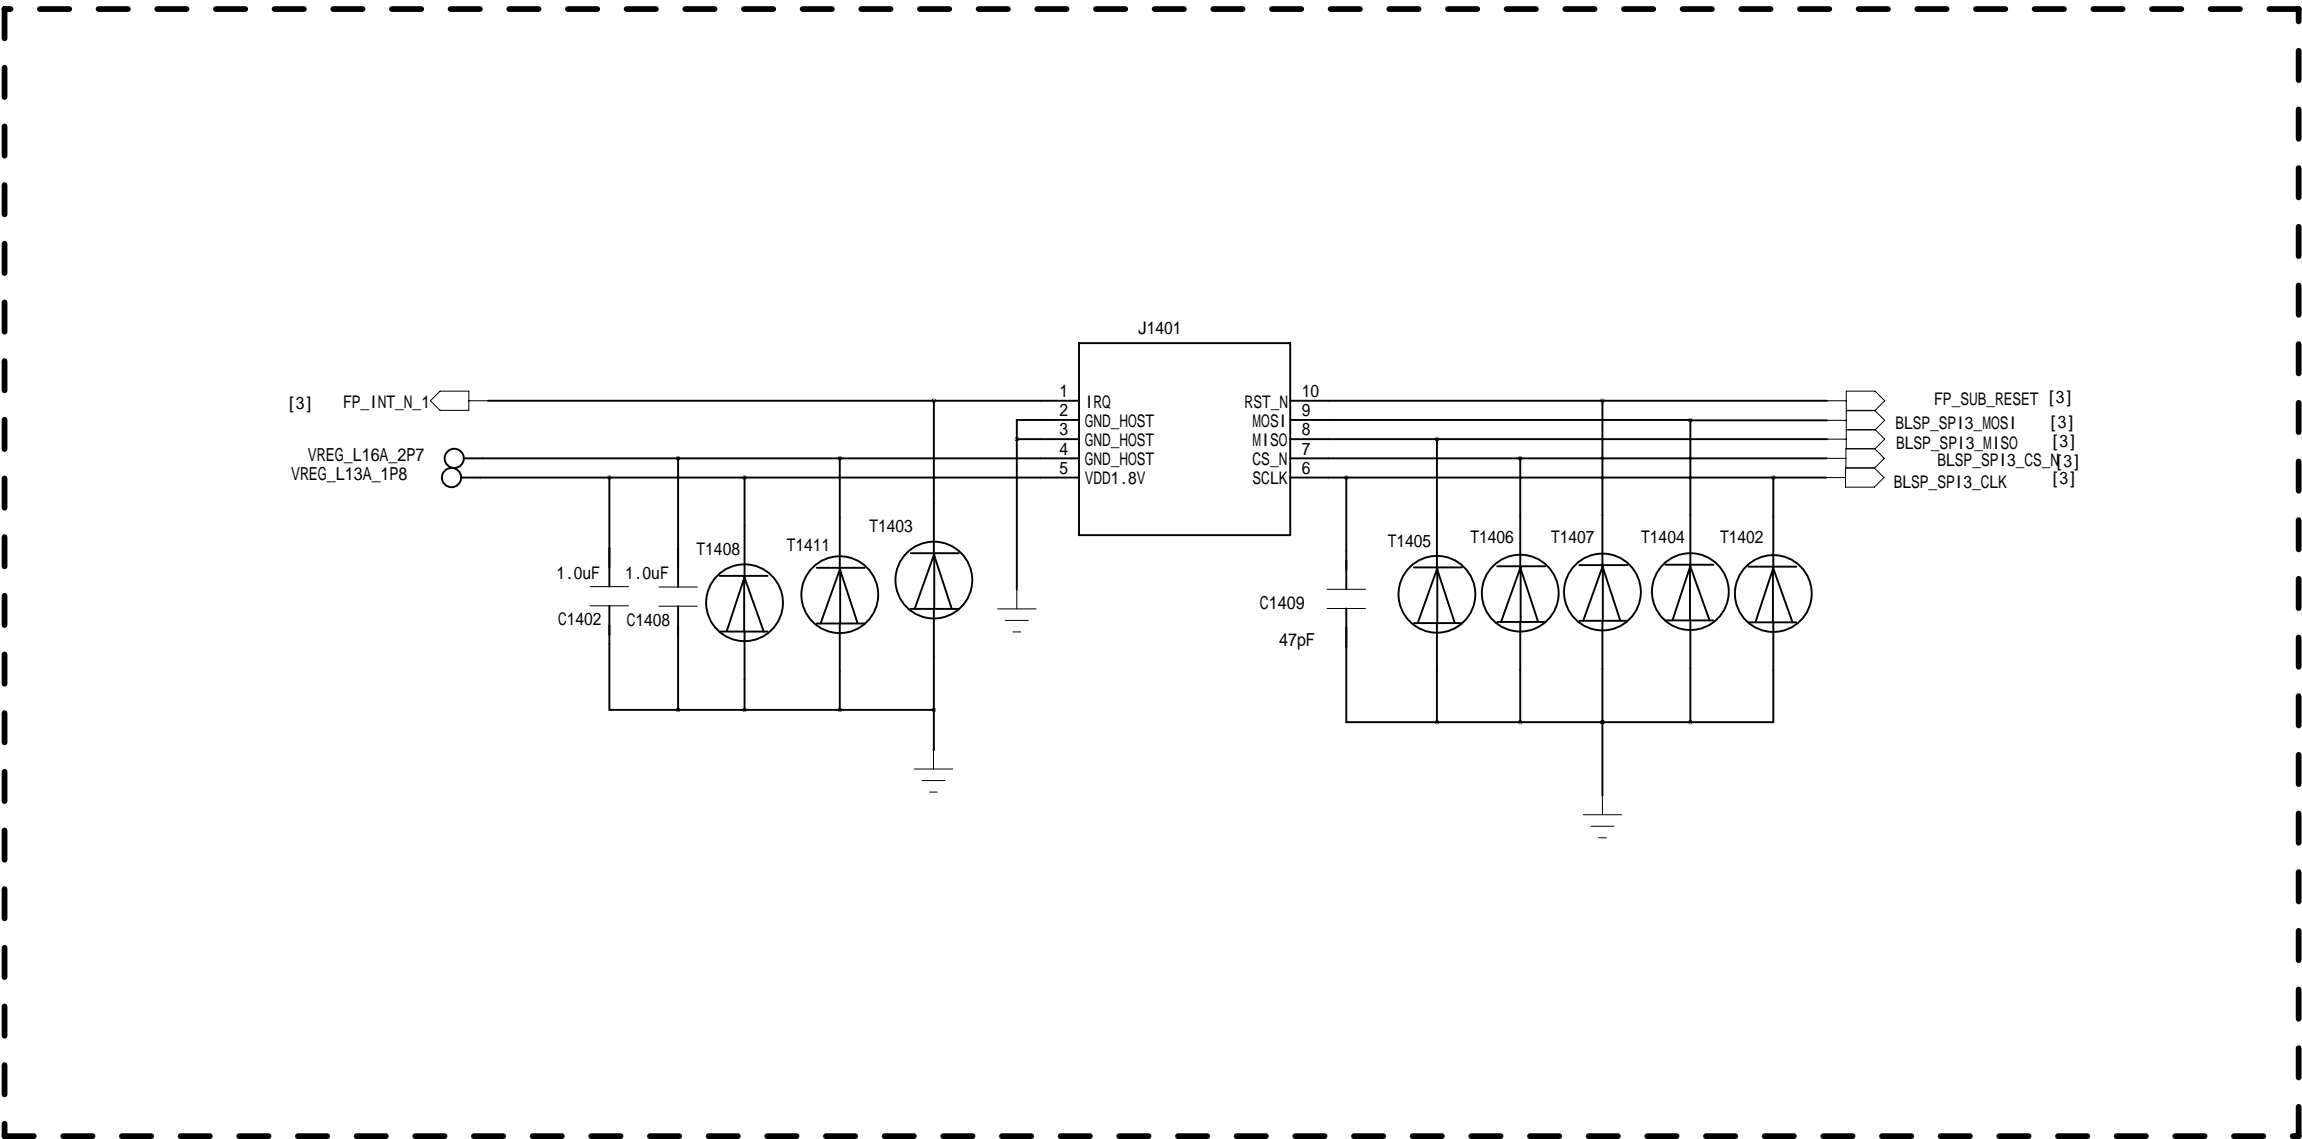 J1401
[3] FP_INT_N_1
VREG_L16A_2P7
VREG_L13A_1P8
1 IRQ
2 GND_HOST
3 GND_HOST
4 GND_HOST
5 VDD1.8V
RST_N 10
MOSI 9
MISO 8
CS_N 7
SCLK 6
FP_SUB_RESET [3]
BLSP_SPI3_MOSI [3]
BLSP_SPI3_MISO [3]
BLSP_SPI3_CS_N [3]
BLSP_SPI3_CLK [3]
T1403
T1411
T1408
1.0uF 1.0uF
C1402 C1408
T1405 T1406 T1407 T1404 T1402
C1409
47pF